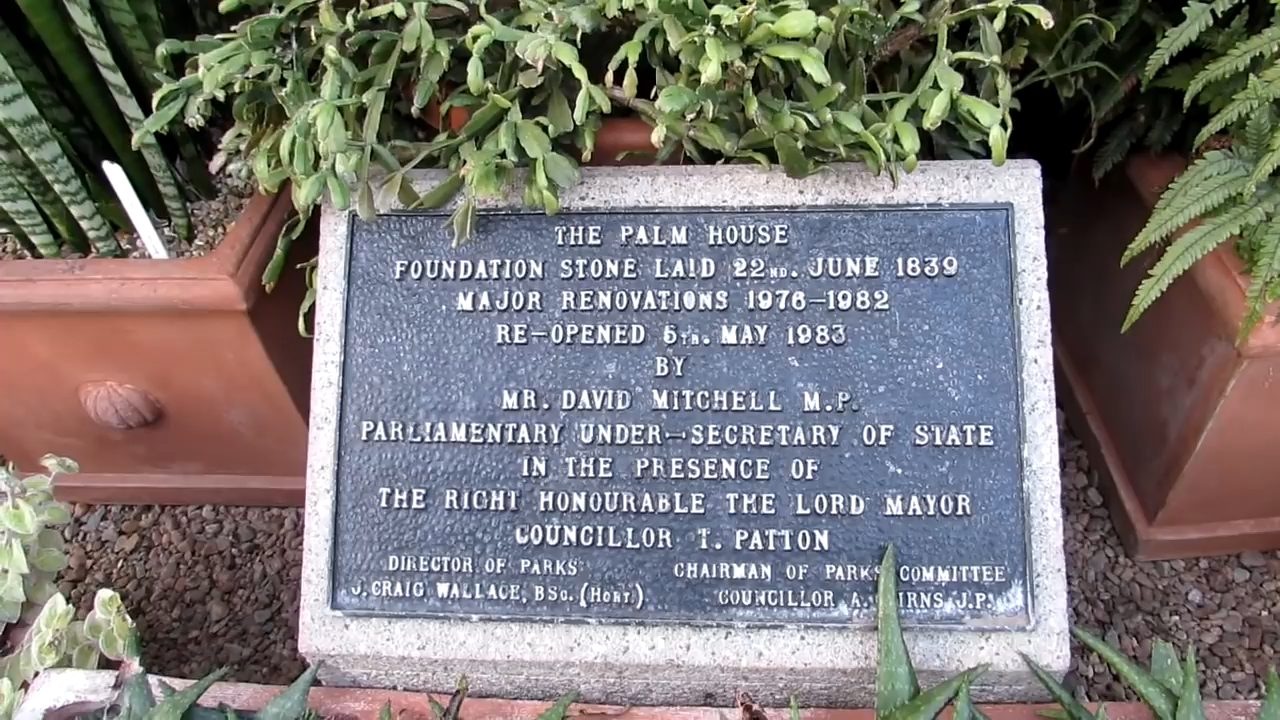 THE PALM HOUSE
FOUNDATION STONE LAID 22ND. JUNE 1839
MAJOR RENOVATIONS 1976-1982
RE-OPENED 5TH. MAY 1983
BY
MR. DAVID MITCHELL M.P.
PARLIAMENTARY UNDER-SECRETARY OF STATE
IN THE PRESENCE OF
THE RIGHT HONOURABLE THE LORD MAYOR
COUNCILLOR T. PATTON
DIRECTOR OF PARKS CHAIRMAN OF PARKS COMMITTEE
J. CRAIG WALLACE, BSC. (HORT.) COUNCILLOR A. J.P.